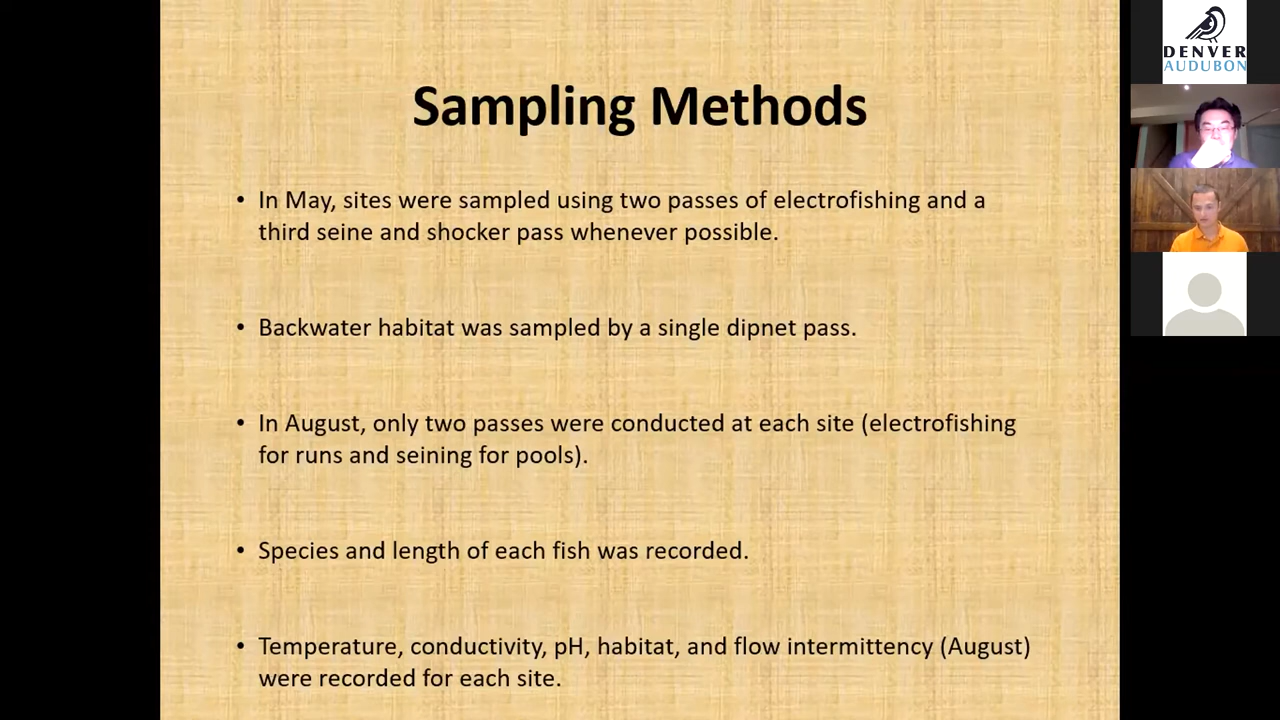 Sampling Methods
• In May, sites were sampled using two passes of electrofishing and a
third seine and shocker pass whenever possible.
• Backwater habitat was sampled by a single dipnet pass.
• In August, only two passes were conducted at each site (electrofishing
for runs and seining for pools).
• Species and length of each fish was recorded.
• Temperature, conductivity, pH, habitat, and flow intermittency (August)
were recorded for each site.
DENVER
AUDUBON